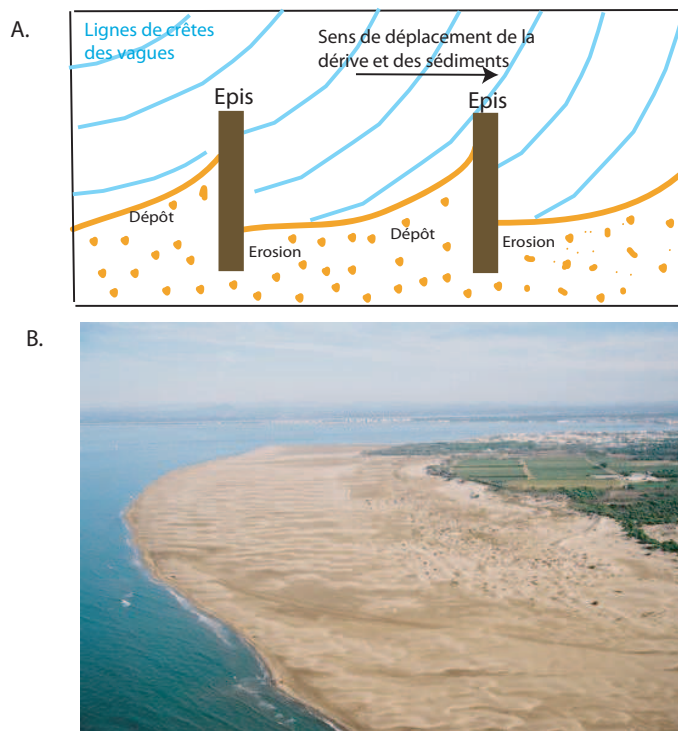 A.
Lignes de crêtes
des vagues
Sens de déplacement de la
dérive et des sédiments
Epis
Epis
Dépôt
Erosion
Dépôt
Erosion
B.